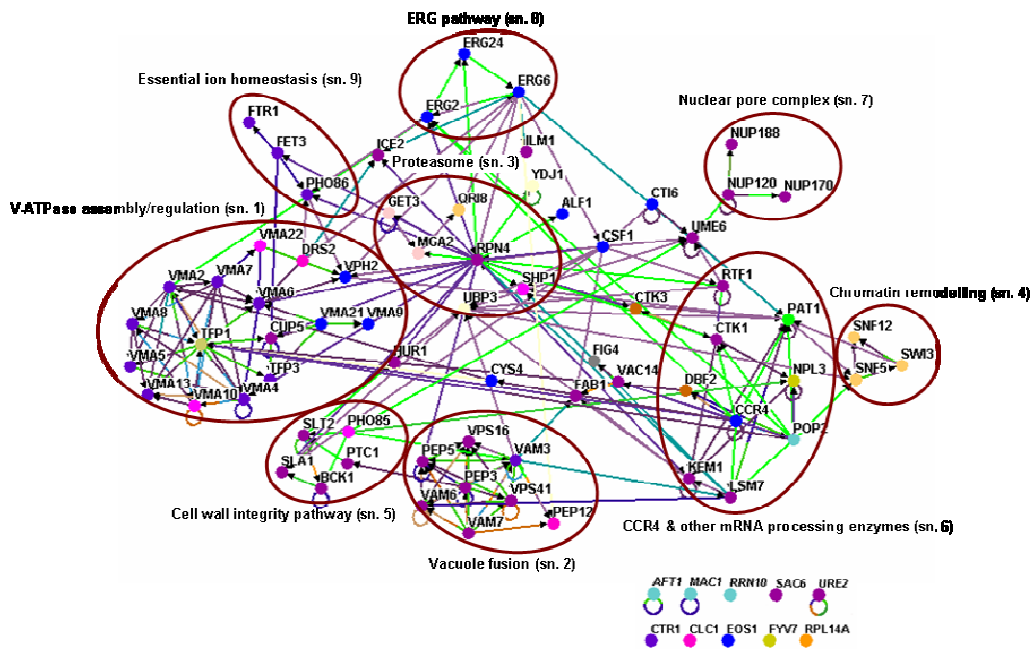 ERG pathway (sn. 8)
ERG24
Essential ion homeostasis (sn. 9)
ERG6
Nuclear pore complex (sn. 7)
FTR1
ERG2
NUP188
FET3
ICE2
ILM1
Proteasome (sn. 3)
YDJ1
PHO86
NUP120
NUP170
GET3
QRI8
ALF1
CTI6
V-ATPase assembly/regulation (sn. 1)
VMA22
DRS2
MGA2
RPN4
CSF1
UME6
VMA2
VMA7
VPH2
SHP1
RTF1
VMA6
UBP3
CTK3
PAT1
Chromatin remodelling (sn. 4)
VMA8
TFP1
CUP5
VMA21
VMA9
CTK1
SNF12
VMA5
TFP3
HUR1
CYS4
FIG4
VAC14
NPL3
SNF5
SWI3
VMA13
VMA10
VMA4
FAB1
DBF2
CCR4
SLT2
PHO85
VPS16
POP2
PTC1
PEP5
VAM3
SLA1
BCK1
PEP3
KEM1
VAM6
VPS41
LSM7
Cell wall integrity pathway (sn. 5)
VAM7
PEP12
CCR4 & other mRNA processing enzymes (sn. 6)
Vacuole fusion (sn. 2)
AFT1 MAC1 RRN10 SAC6 URE2
CTR1 CLC1 EOS1 FYV7 RPL14A